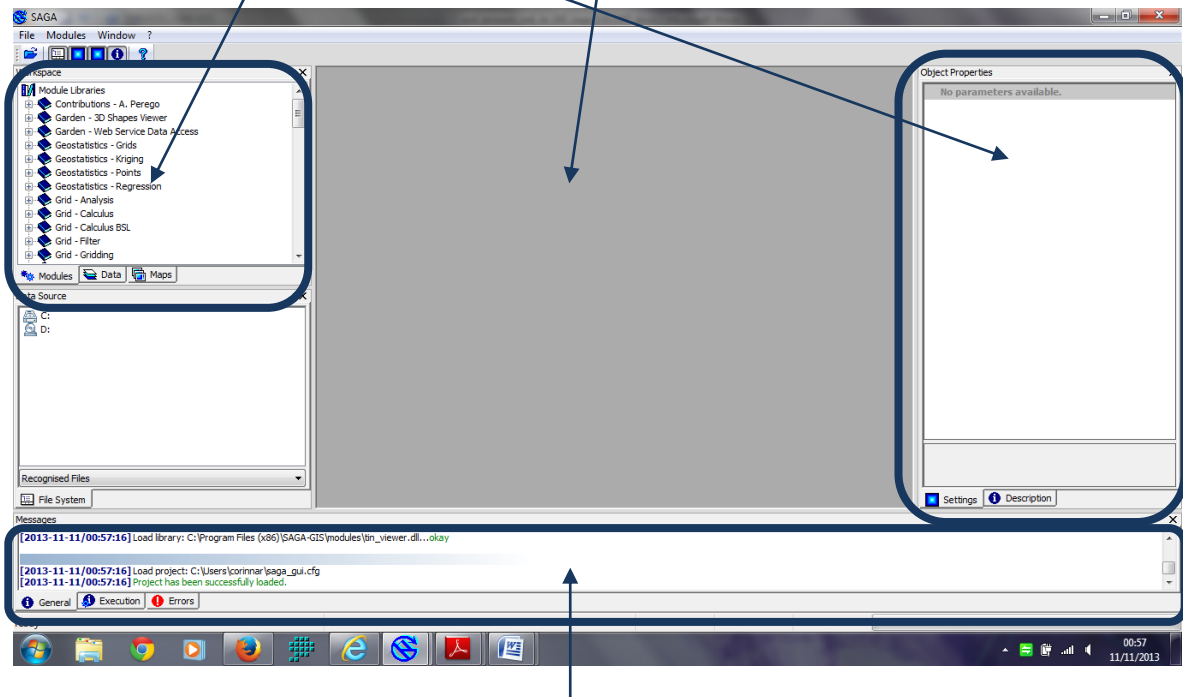 SAGA
File Modules Window ?
Workspace
Module Libraries
Contributions - A. Perego
Garden - 3D Shapes Viewer
Garden - Web Service Data Access
Geostatistics - Grids
Geostatistics - Kriging
Geostatistics - Points
Geostatistics - Regression
Grid - Analysis
Grid - Calculus
Grid - Calculus BSL
Grid - Filter
Grid - Gridding
Modules Data Maps
Data Source
C:
D:
Recognised Files
File System
Object Properties
No parameters available.
Settings Description
Messages
[2013-11-11/00:57:16] Load library: C:\Program Files (x86)\SAGA-GIS\modules\tin_viewer.dll...okay
[2013-11-11/00:57:16] Load project: C:\Users\corinnar\saga_gui.cfg
[2013-11-11/00:57:16] Project has been successfully loaded.
General Execution Errors
00:57
11/11/2013